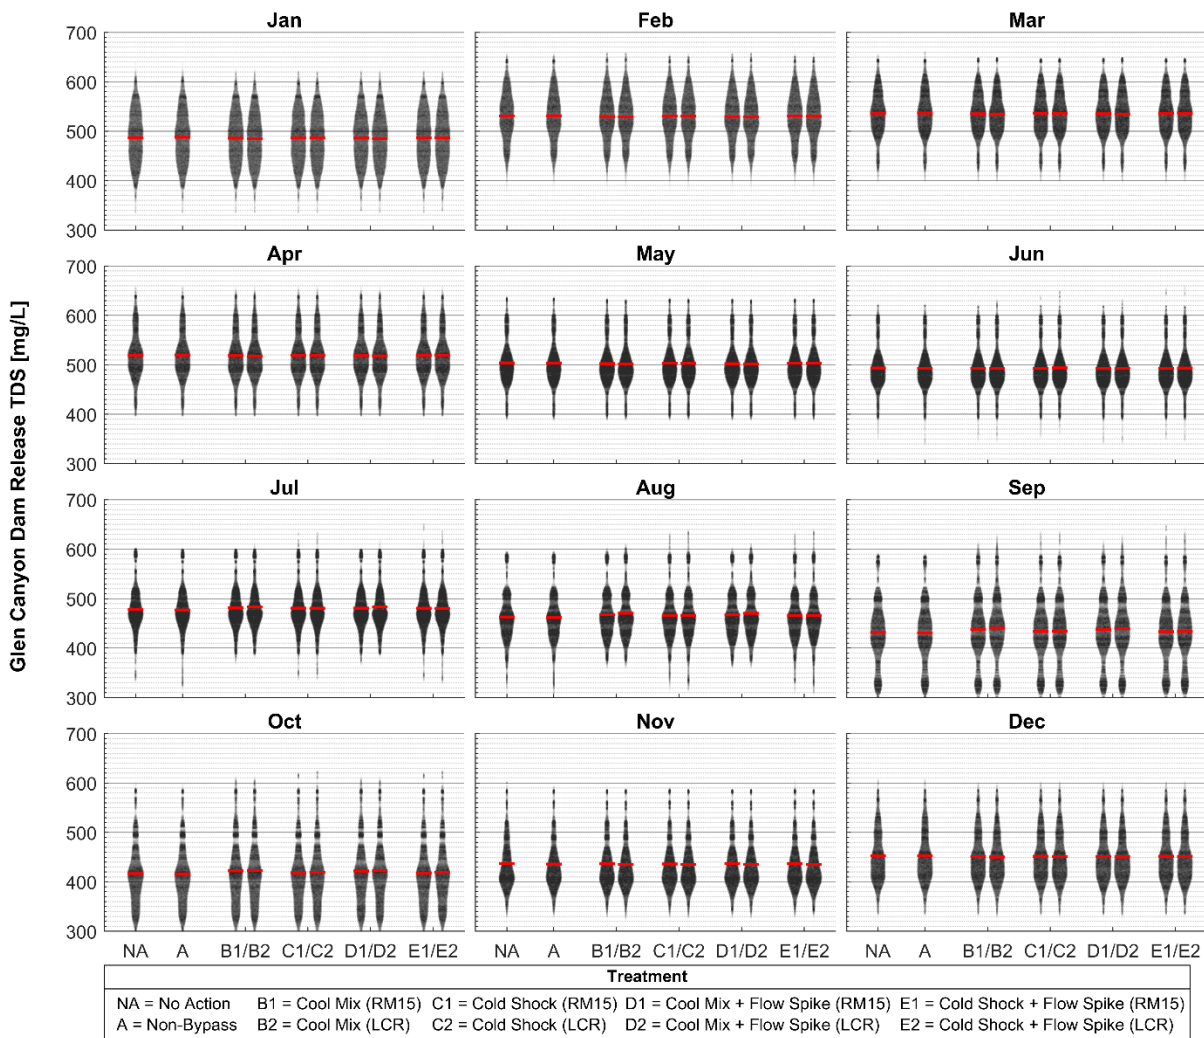 Jan Feb Mar
700
600
500
400
300
Apr May Jun
700
600
500
400
300
Glen Canyon Dam Release TDS [mg/L]
Jul Aug Sep
700
600
500
400
300
Oct Nov Dec
700
600
500
400
300
NA A B1/B2 C1/C2 D1/D2 E1/E2 NA A B1/B2 C1/C2 D1/D2 E1/E2 NA A B1/B2 C1/C2 D1/D2 E1/E2
Treatment
NA = No Action B1 = Cool Mix (RM15) C1 = Cold Shock (RM15) D1 = Cool Mix + Flow Spike (RM15) E1 = Cold Shock + Flow Spike (RM15)
A = Non-Bypass B2 = Cool Mix (LCR) C2 = Cold Shock (LCR) D2 = Cool Mix + Flow Spike (LCR) E2 = Cold Shock + Flow Spike (LCR)